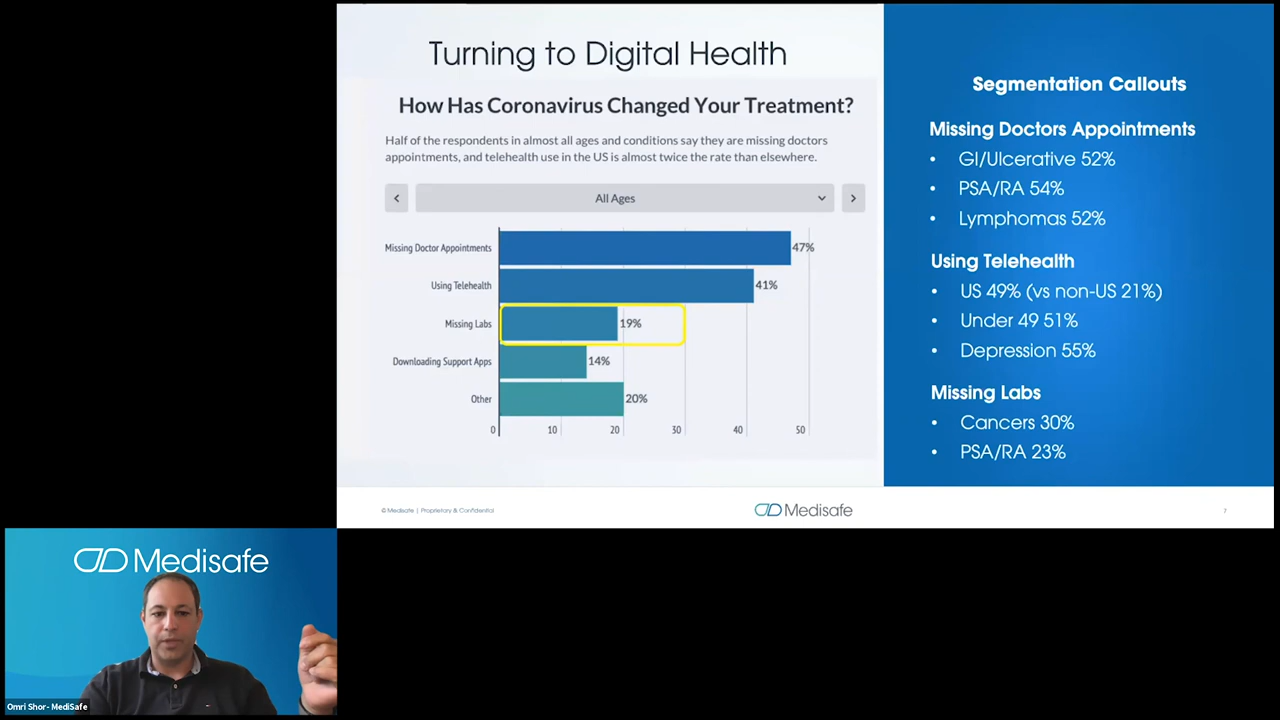 Turning to Digital Health
How Has Coronavirus Changed Your Treatment?
Half of the respondents in almost all ages and conditions say they are missing doctors
appointments, and telehealth use in the US is almost twice the rate than elsewhere.
All Ages
Missing Doctor Appointments 47%
Using Telehealth 41%
Missing Labs 19%
Downloading Support Apps 14%
Other 20%
0 10 20 30 40 50
Segmentation Callouts
Missing Doctors Appointments
• GI/Ulcerative 52%
• PSA/RA 54%
• Lymphomas 52%
Using Telehealth
• US 49% (vs non-US 21%)
• Under 49 51%
• Depression 55%
Missing Labs
• Cancers 30%
• PSA/RA 23%
© Medisafe | Proprietary & Confidential
Medisafe
7
Medisafe
Omri Shor- MediSafe